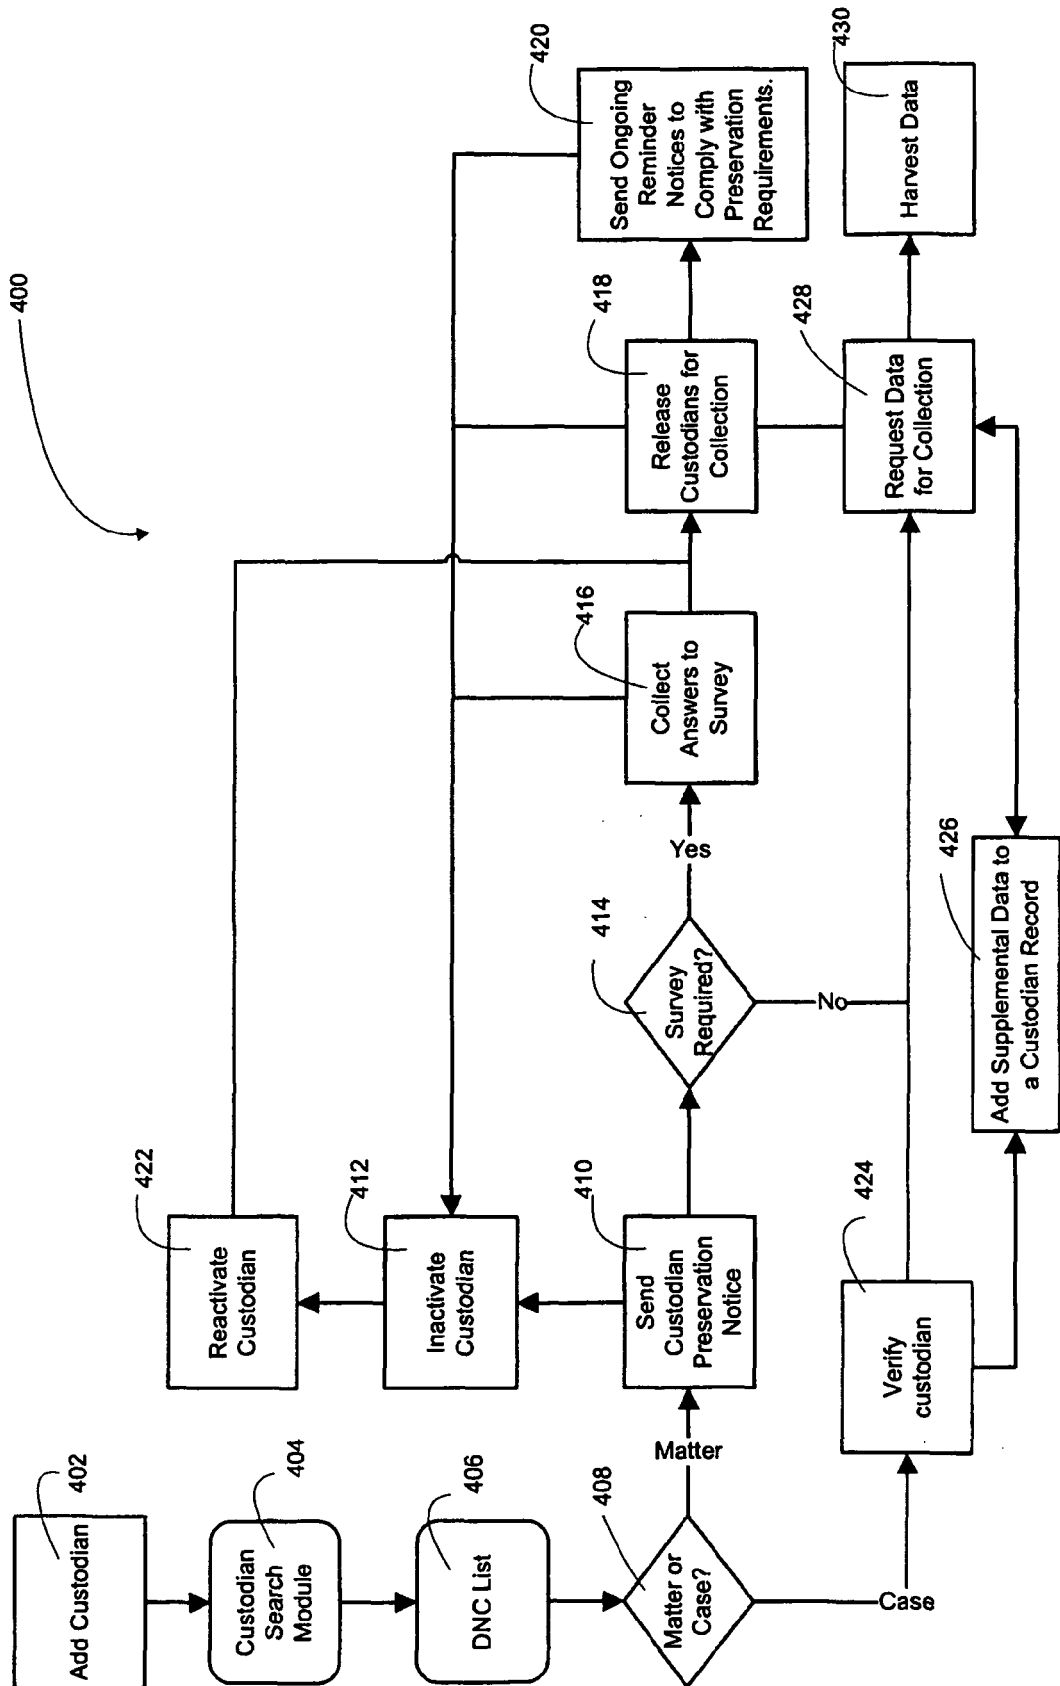 400
402
Add Custodian
404
Custodian
Search
Module
406
DNC List
408
Matter or
Case?
Matter
Case
422
Reactivate
Custodian
412
Inactivate
Custodian
410
Send
Custodian
Preservation
Notice
424
Verify
custodian
414
Survey
Required?
Yes
No
426
Add Supplemental Data to
a Custodian Record
416
Collect
Answers to
Survey
418
Release
Custodians for
Collection
428
Request Data
for Collection
420
Send Ongoing
Reminder
Notices to
Comply with
Preservation
Requirements.
430
Harvest Data